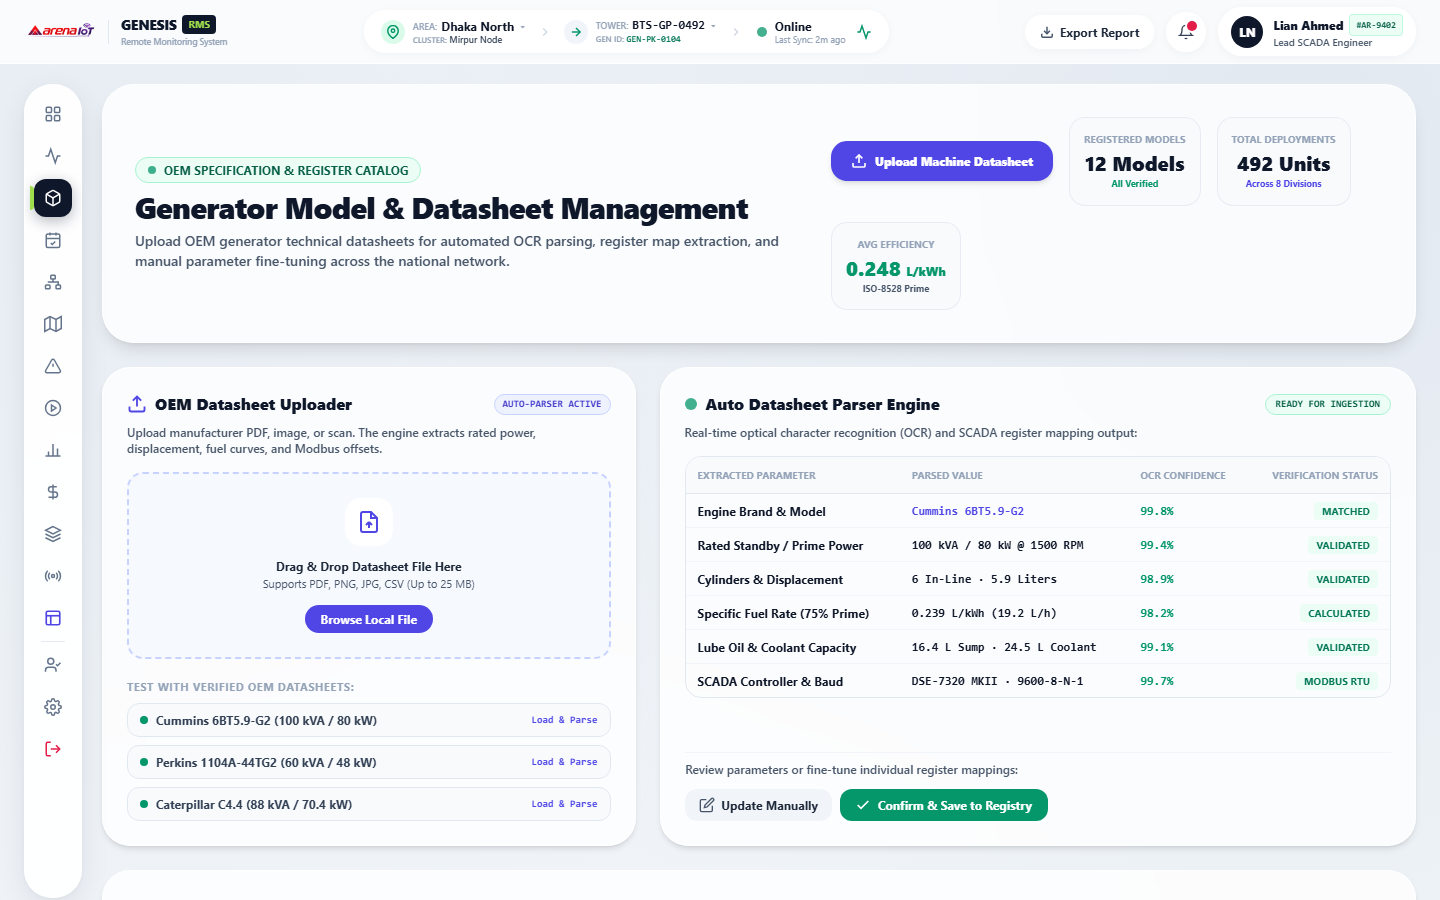 arena IoT
GENESIS RMS
Remote Monitoring System
AREA: Dhaka North
CLUSTER: Mirpur Node
TOWER: BTS-GP-0492
GEN ID: GEN-PK-0104
Online
Last Sync: 2m ago
Export Report
LN
Lian Ahmed #AR-9402
Lead SCADA Engineer
OEM SPECIFICATION & REGISTER CATALOG
Generator Model & Datasheet Management
Upload OEM generator technical datasheets for automated OCR parsing, register map extraction, and
manual parameter fine-tuning across the national network.
Upload Machine Datasheet
REGISTERED MODELS
12 Models
All Verified
TOTAL DEPLOYMENTS
492 Units
Across 8 Divisions
AVG EFFICIENCY
0.248 L/kWh
ISO-8528 Prime
OEM Datasheet Uploader
AUTO-PARSER ACTIVE
Upload manufacturer PDF, image, or scan. The engine extracts rated power,
displacement, fuel curves, and Modbus offsets.
Drag & Drop Datasheet File Here
Supports PDF, PNG, JPG, CSV (Up to 25 MB)
Browse Local File
TEST WITH VERIFIED OEM DATASHEETS:
Cummins 6BT5.9-G2 (100 kVA / 80 kW) Load & Parse
Perkins 1104A-44TG2 (60 kVA / 48 kW) Load & Parse
Caterpillar C4.4 (88 kVA / 70.4 kW) Load & Parse
Auto Datasheet Parser Engine
READY FOR INGESTION
Real-time optical character recognition (OCR) and SCADA register mapping output:
EXTRACTED PARAMETER PARSED VALUE OCR CONFIDENCE VERIFICATION STATUS
Engine Brand & Model Cummins 6BT5.9-G2 99.8% MATCHED
Rated Standby / Prime Power 100 kVA / 80 kW @ 1500 RPM 99.4% VALIDATED
Cylinders & Displacement 6 In-Line · 5.9 Liters 98.9% VALIDATED
Specific Fuel Rate (75% Prime) 0.239 L/kWh (19.2 L/h) 98.2% CALCULATED
Lube Oil & Coolant Capacity 16.4 L Sump · 24.5 L Coolant 99.1% VALIDATED
SCADA Controller & Baud DSE-7320 MKII · 9600-8-N-1 99.7% MODBUS RTU
Review parameters or fine-tune individual register mappings:
Update Manually
Confirm & Save to Registry